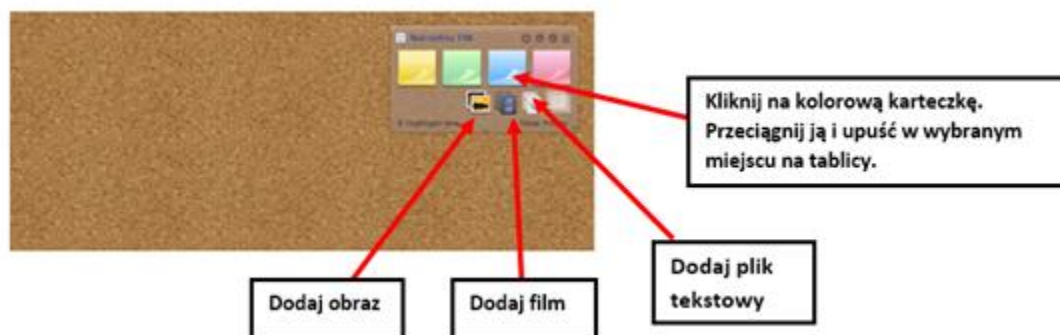 Kliknij na kolorową karteczkę.
Przeciągnij ją i upuść w wybranym
miejscu na tablicy.
Dodaj plik
tekstowy
Dodaj obraz
Dodaj film